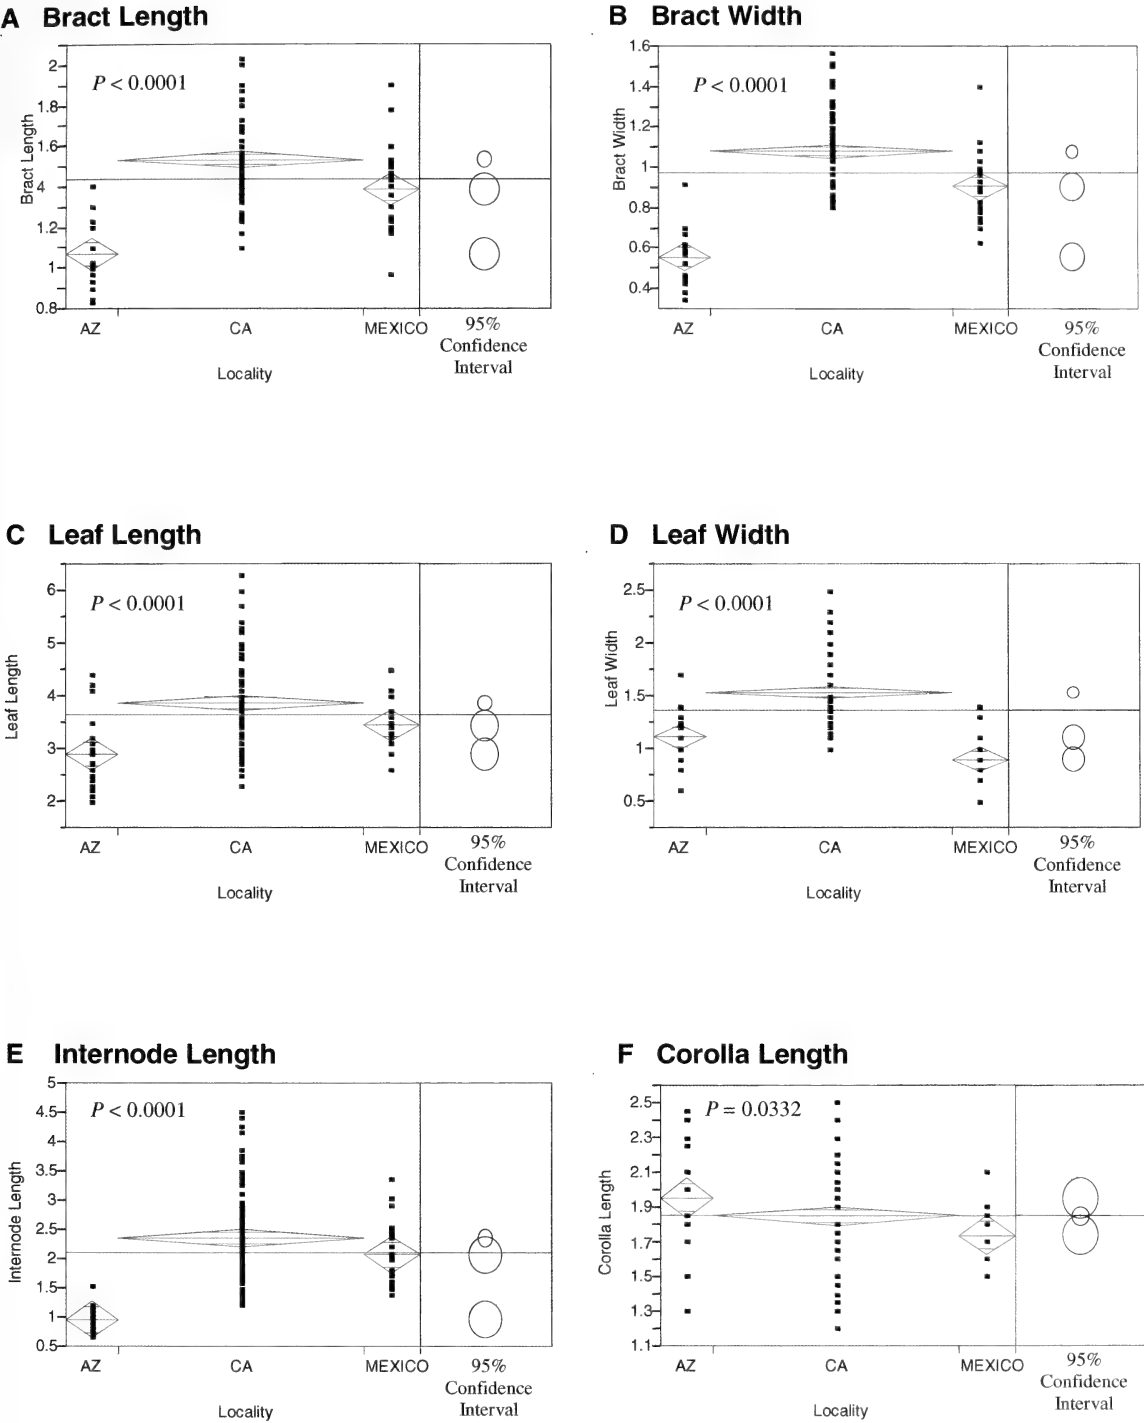 A Bract Length
2
1.8
1.6
4
1.2
1
0.8
Bract Length
P < 0.0001
AZ CA MEXICO 95%
Confidence
Interval
Locality
B Bract Width
1.6
1.4
1.2
1
0.8
0.6
0.4
Bract Width
P < 0.0001
AZ CA MEXICO 95%
Confidence
Interval
Locality
C Leaf Length
6
5
4
3
2
Leaf Length
P < 0.0001
AZ CA MEXICO 95%
Confidence
Interval
Locality
D Leaf Width
2.5
2
1.5
1
0.5
Leaf Width
P < 0.0001
AZ CA MEXICO 95%
Confidence
Interval
Locality
E Internode Length
5
4.5
4
3.5
3
2.5
2
1.5
1
0.5
Internode Length
P < 0.0001
AZ CA MEXICO 95%
Confidence
Interval
Locality
F Corolla Length
2.5
2.3
2.1
1.9
1.7
1.5
1.3
1.1
Corolla Length
P = 0.0332
AZ CA MEXICO 95%
Confidence
Interval
Locality